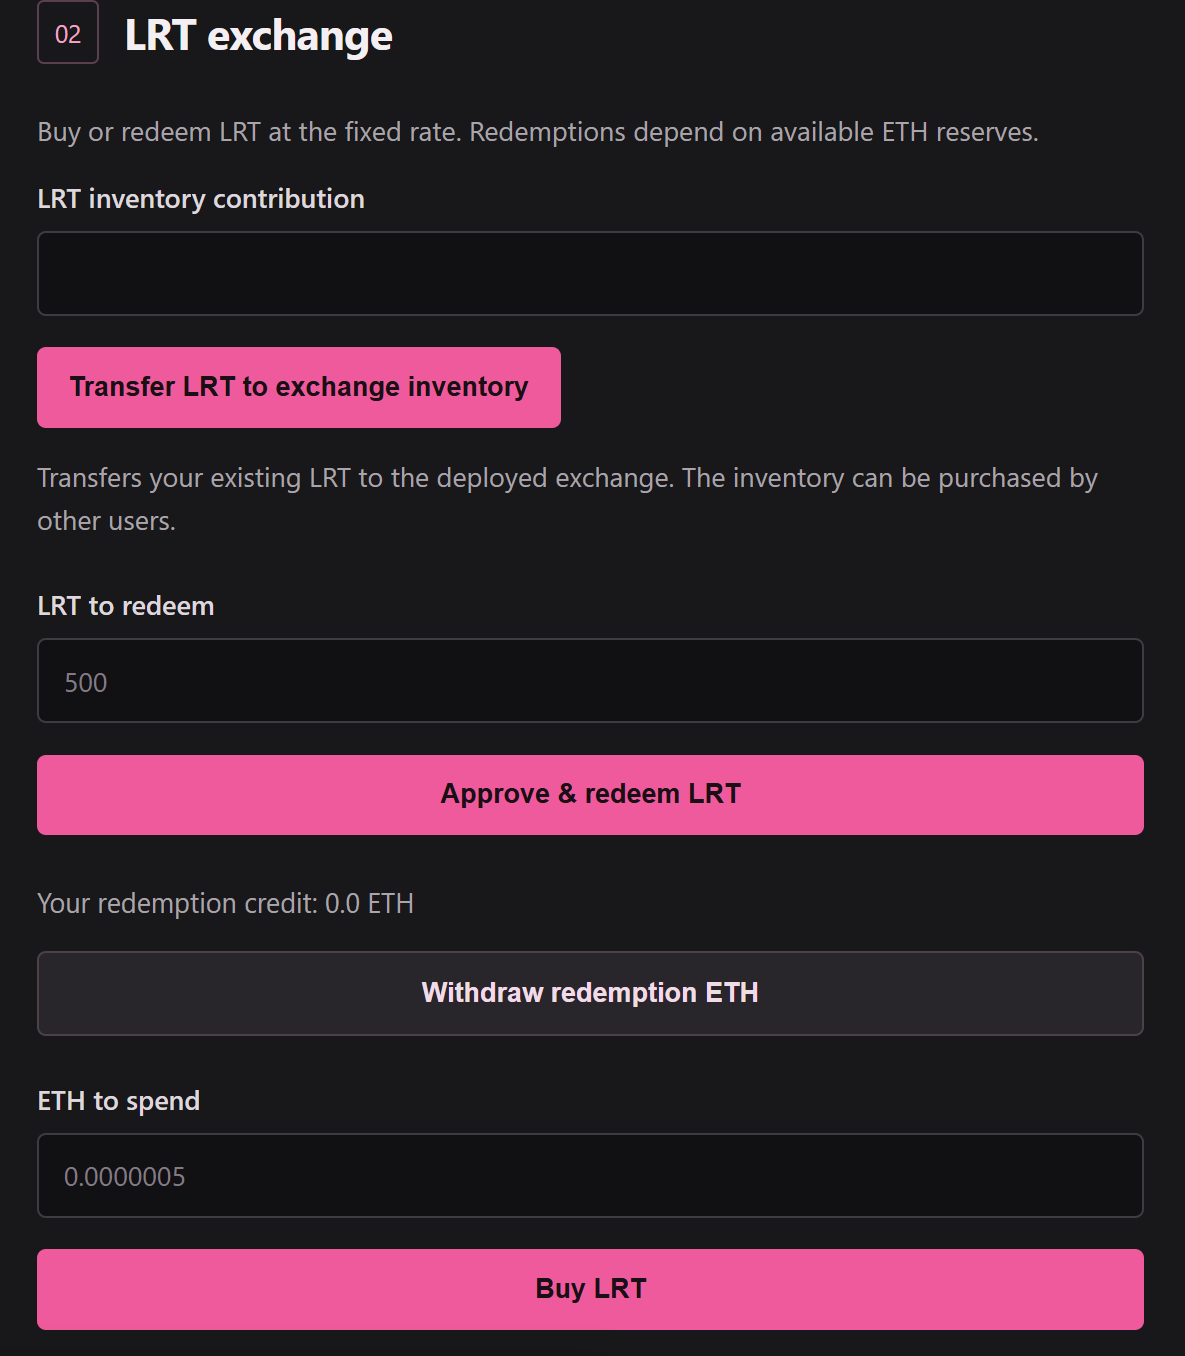 02
LRT exchange
Buy or redeem LRT at the fixed rate. Redemptions depend on available ETH reserves.
LRT inventory contribution
Transfer LRT to exchange inventory
Transfers your existing LRT to the deployed exchange. The inventory can be purchased by
other users.
LRT to redeem
500
Approve & redeem LRT
Your redemption credit: 0.0 ETH
Withdraw redemption ETH
ETH to spend
0.0000005
Buy LRT